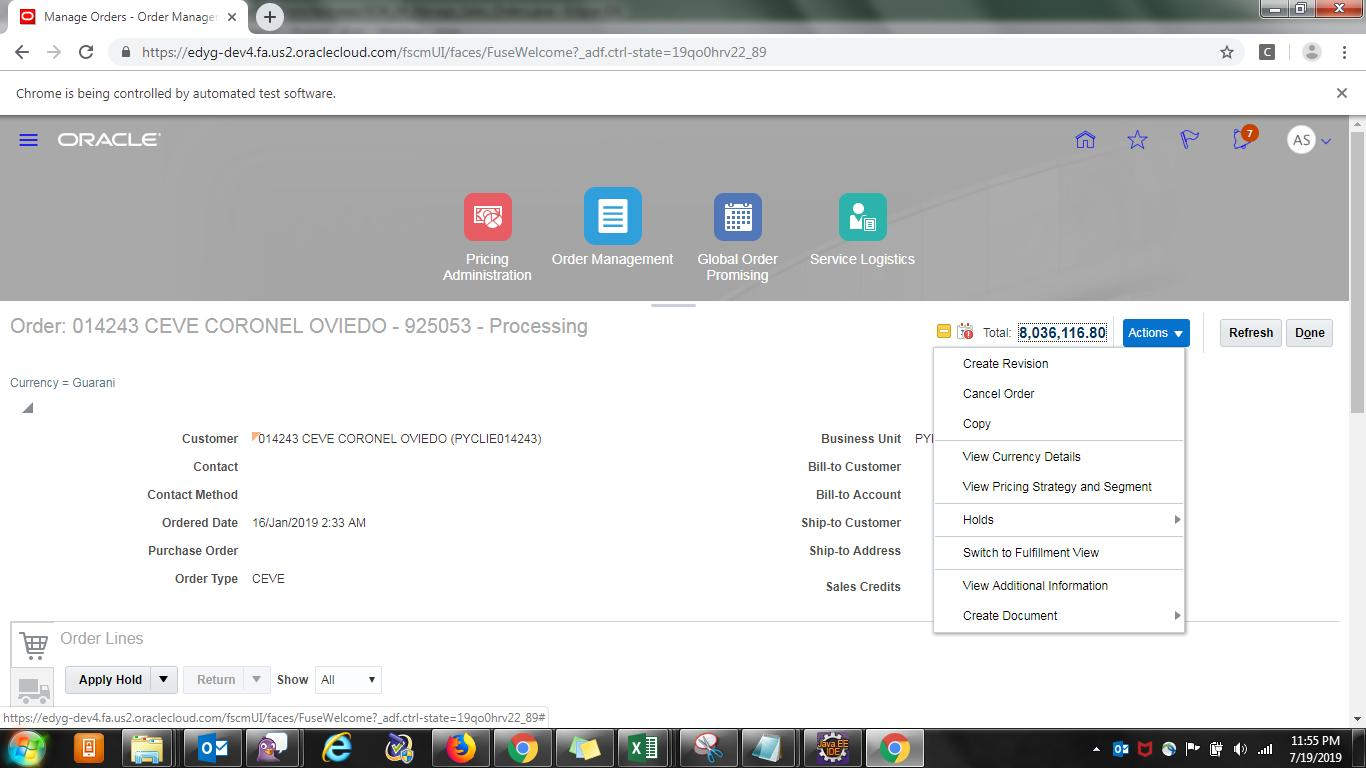 Manage Orders - Order Manager
https://edyg-dev4.fa.us2.oraclecloud.com/fscmUI/faces/FuseWelcome?_adf.ctrl-state=19qo0hrv22_89
C
Chrome is being controlled by automated test software.
ORACLE
7
AS
Pricing Administration
Order Management
Global Order Promising
Service Logistics
Order: 014243 CEVE CORONEL OVIEDO - 925053 - Processing
Total: 8,036,116.80
Actions
Refresh
Done
Currency = Guarani
Create Revision
Cancel Order
Copy
View Currency Details
View Pricing Strategy and Segment
Holds
Switch to Fulfillment View
View Additional Information
Create Document
Customer 014243 CEVE CORONEL OVIEDO (PYCLIE014243)
Contact
Contact Method
Ordered Date 16/Jan/2019 2:33 AM
Purchase Order
Order Type CEVE
Business Unit
Bill-to Customer
Bill-to Account
Ship-to Customer
Ship-to Address
Sales Credits
Order Lines
Apply Hold
Return
Show All
https://edyg-dev4.fa.us2.oraclecloud.com/fscmUI/faces/FuseWelcome?_adf.ctrl-state=19qo0hrv22_89#
Java EE
IDE
11:55 PM
7/19/2019